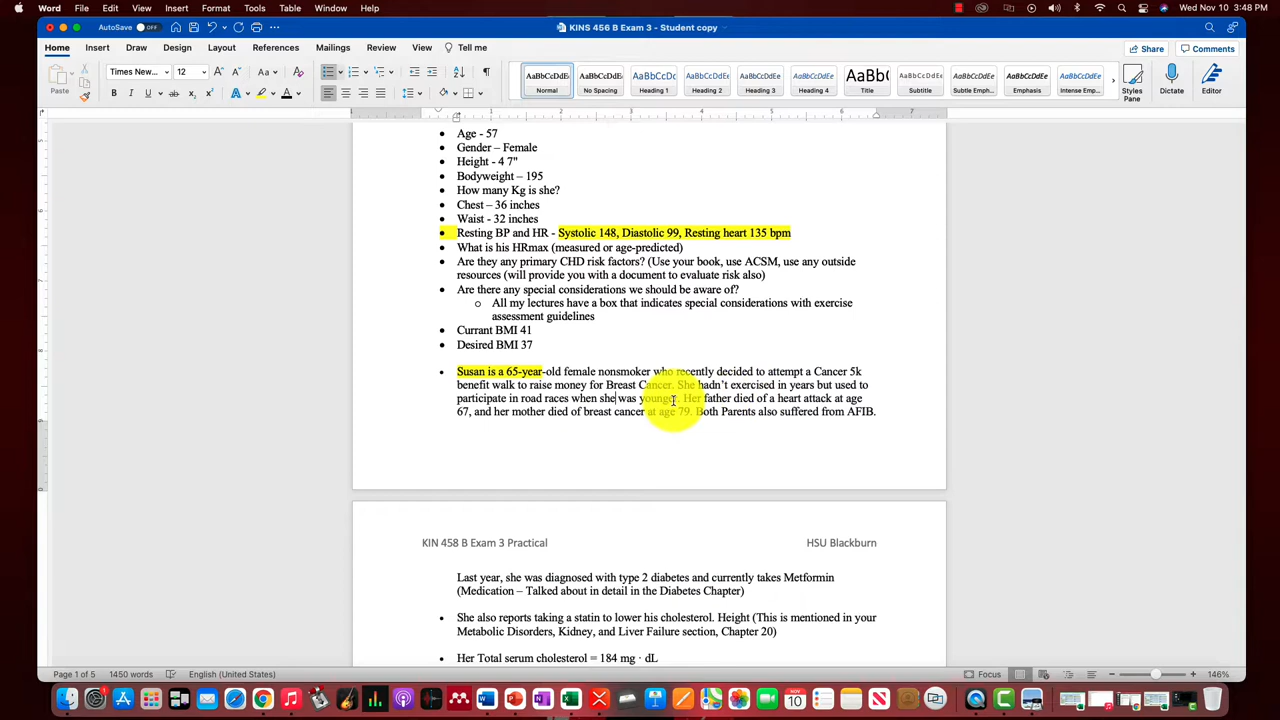 Word File Edit View Insert Format Tools Table Window Help Wed Nov 10 3:48 PM
AutoSave OFF KINS 456 B Exam 3 - Student copy
Home Insert Draw Design Layout References Mailings Review View Tell me Share Comments
Paste Times New... 12 AaBbCcDdEe AaBbCcDdEe AaBbCcDc AaBbCcDdEe AaBbCcDdE AaBbCcDdEe AaBbC AaBbCcDdEe AaBbCcDdEe AaBbCcDdEe AaBbCcDdEe
Normal No Spacing Heading 1 Heading 2 Heading 3 Heading 4 Title Subtitle Subtle Emph... Emphasis Intense Emp... Styles Pane Dictate Editor
• Age - 57
• Gender – Female
• Height - 4 7"
• Bodyweight – 195
• How many Kg is she?
• Chest – 36 inches
• Waist - 32 inches
• Resting BP and HR - Systolic 148, Diastolic 99, Resting heart 135 bpm
• What is his HRmax (measured or age-predicted)
• Are they any primary CHD risk factors? (Use your book, use ACSM, use any outside
resources (will provide you with a document to evaluate risk also)
• Are there any special considerations we should be aware of?
o All my lectures have a box that indicates special considerations with exercise
assessment guidelines
• Currant BMI 41
• Desired BMI 37
• Susan is a 65-year-old female nonsmoker who recently decided to attempt a Cancer 5k
benefit walk to raise money for Breast Cancer. She hadn't exercised in years but used to
participate in road races when she was younger. Her father died of a heart attack at age
67, and her mother died of breast cancer at age 79. Both Parents also suffered from AFIB.
KIN 458 B Exam 3 Practical HSU Blackburn
Last year, she was diagnosed with type 2 diabetes and currently takes Metformin
(Medication – Talked about in detail in the Diabetes Chapter)
• She also reports taking a statin to lower his cholesterol. Height (This is mentioned in your
Metabolic Disorders, Kidney, and Liver Failure section, Chapter 20)
• Her Total serum cholesterol = 184 mg · dL
Page 1 of 5 1450 words English (United States) Focus 146%